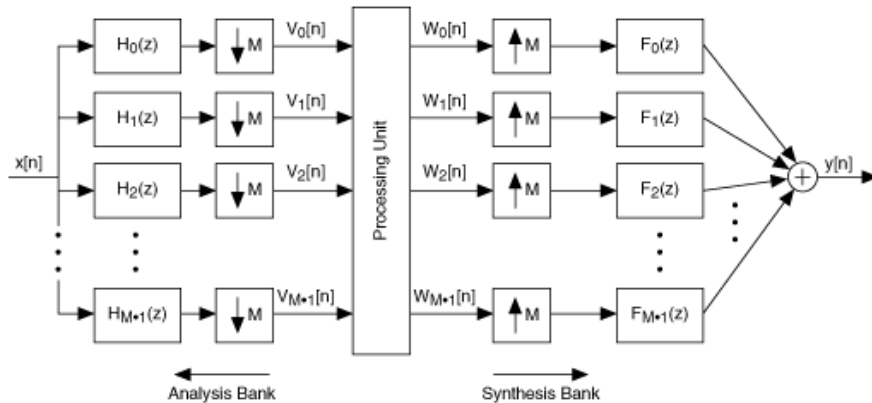 H0(z) M V0[n] W0[n] M F0(z)
H1(z) M V1[n] W1[n] M F1(z)
x[n] y[n]
H2(z) M V2[n] W2[n] M F2(z)
Processing Unit
HM•1(z) M VM•1[n] WM•1[n] M FM•1(z)
Analysis Bank Synthesis Bank